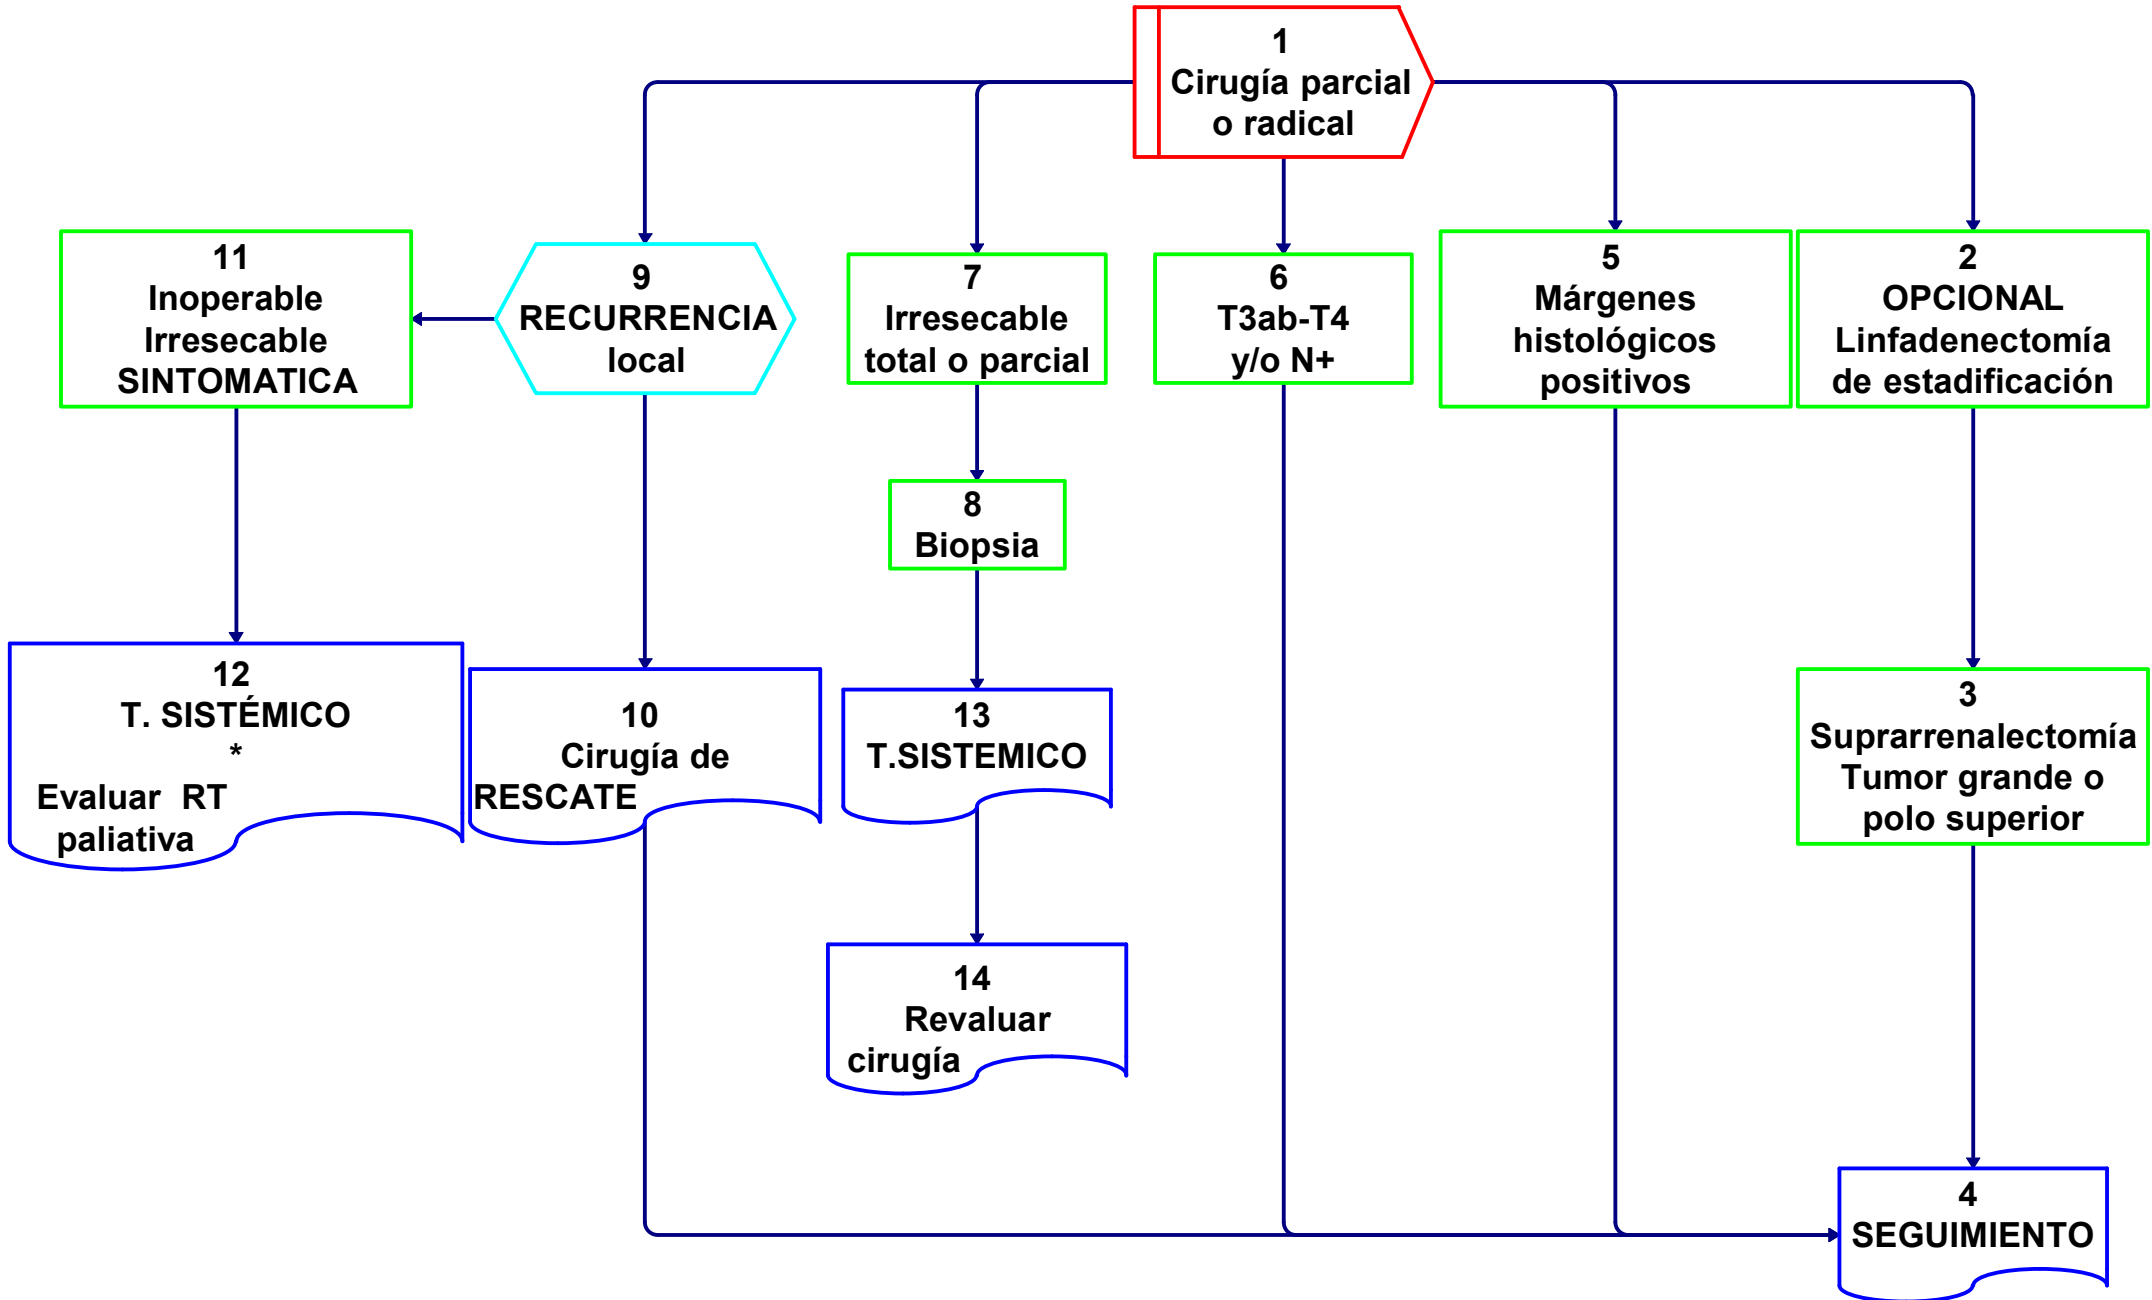 1
Cirugía parcial
o radical
11
Inoperable
Irresecable
SINTOMATICA
9
RECURRENCIA
local
7
Irresecable
total o parcial
6
T3ab-T4
y/o N+
5
Márgenes
histológicos
positivos
2
OPCIONAL
Linfadenectomía
de estadificación
8
Biopsia
12
T. SISTÉMICO
*
Evaluar RT
paliativa
10
Cirugía de
RESCATE
13
T.SISTEMICO
3
Suprarrenalectomía
Tumor grande o
polo superior
14
Revaluar
cirugía
4
SEGUIMIENTO